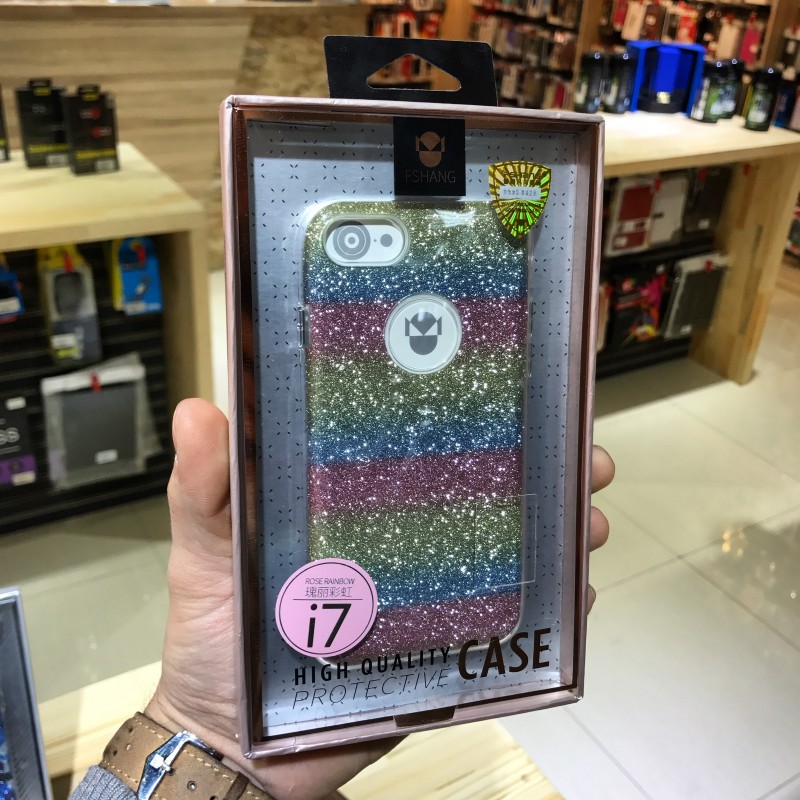 FSHANG
ROSE RAINBOW
瑰丽彩虹
i7
HIGH QUALITY CASE
PROTECTIVE